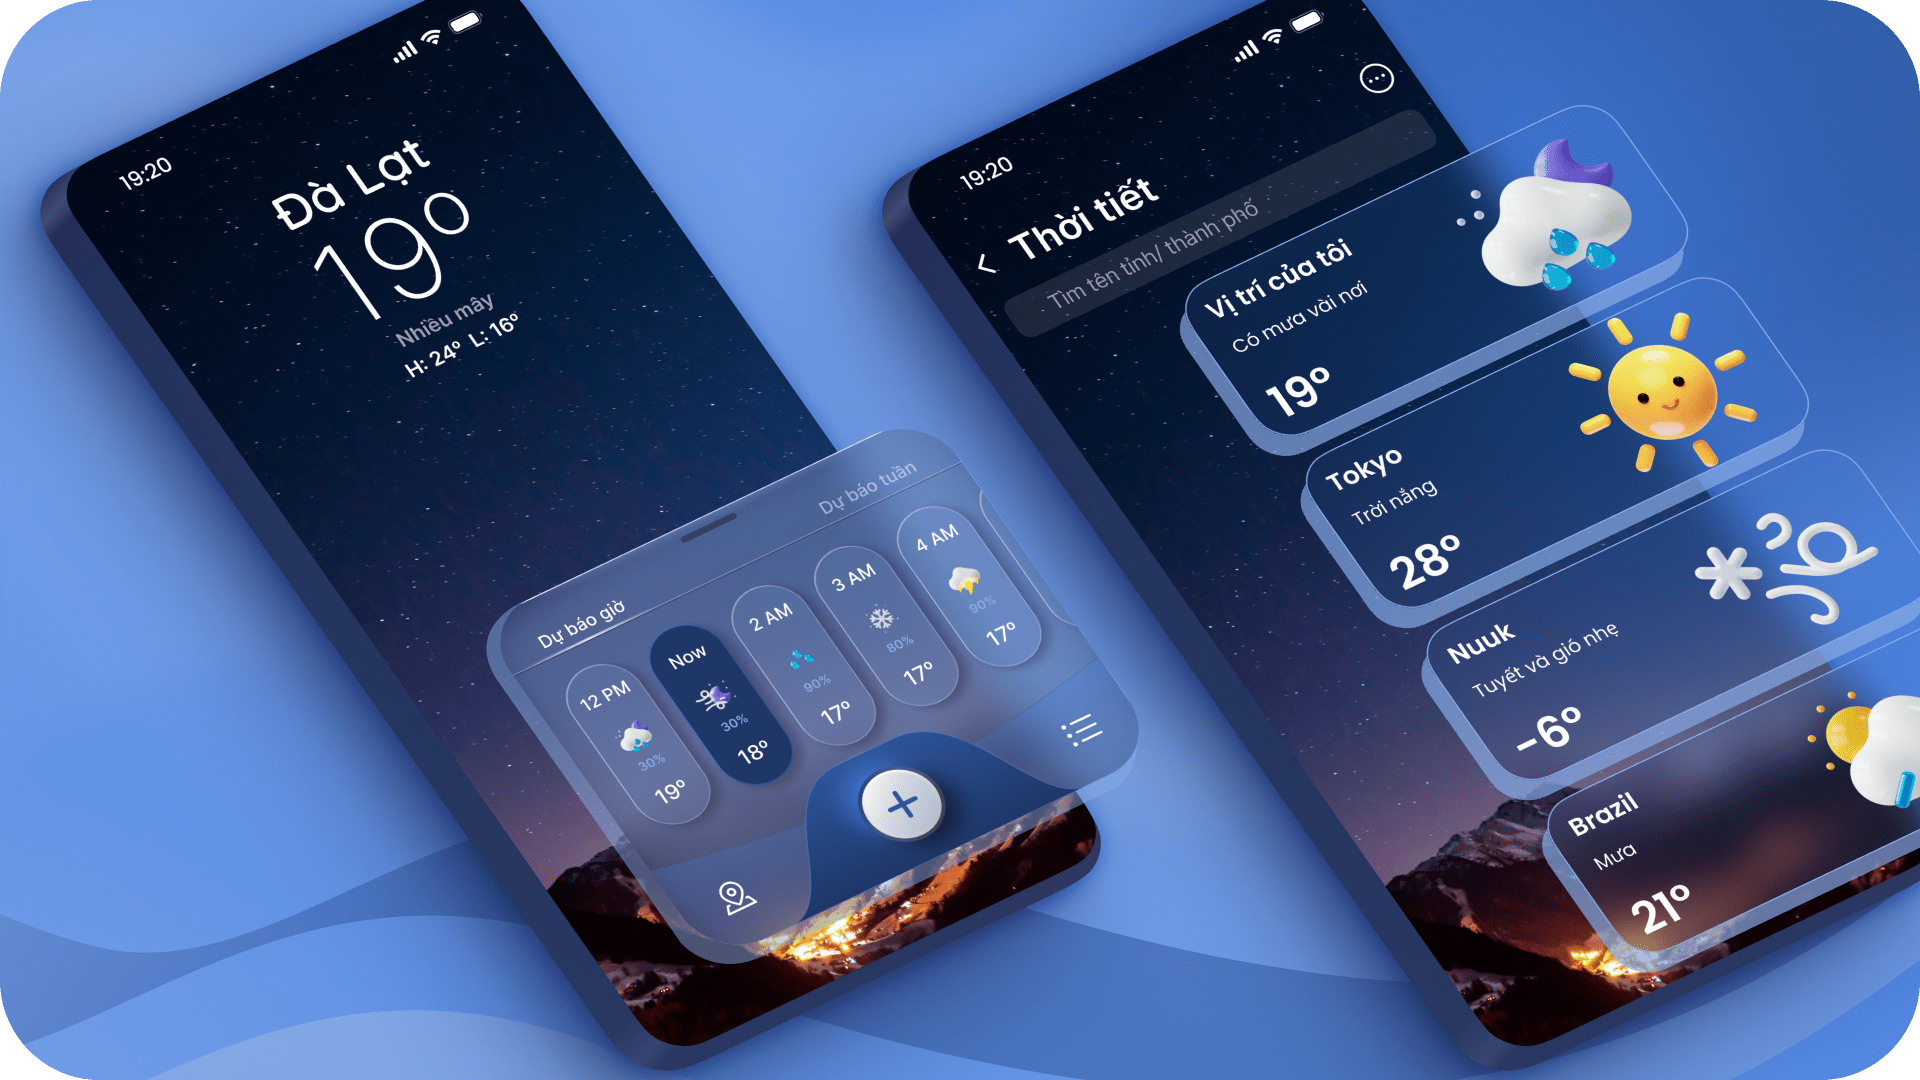 19:20
Đà Lạt
19°
Nhiều mây
H: 24° L: 16°
Dự báo giờ
Dự báo tuần
12 PM
30%
19°
Now
30%
18°
2 AM
90%
17°
3 AM
80%
17°
4 AM
90%
17°
19:20
Thời tiết
Tìm tên tỉnh/ thành phố
Vị trí của tôi
Có mưa vài nơi
19°
Tokyo
Trời nắng
28°
Nuuk
Tuyết và gió nhẹ
-6°
Brazil
Mưa
21°